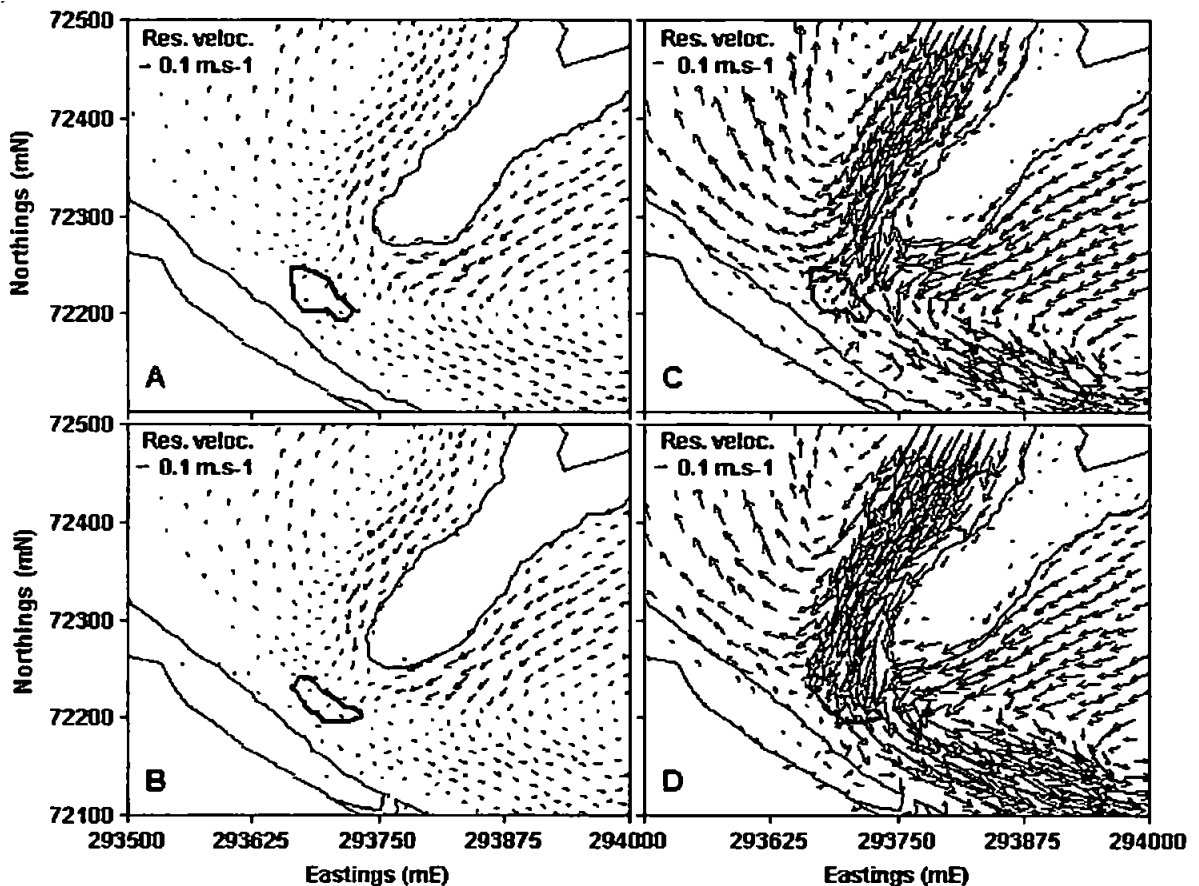 72500
72400
72300
72200
Northings (mN)
Res. veloc.
– 0.1 m.s-1
A
Res. veloc.
– 0.1 m.s-1
C
72500
72400
72300
72200
72100
Northings (mN)
Res. veloc.
– 0.1 m.s-1
B
Res. veloc.
– 0.1 m.s-1
D
293500 293625 293750 293875 294000 293625 293750 293875 294000
Eastings (mE) Eastings (mE)